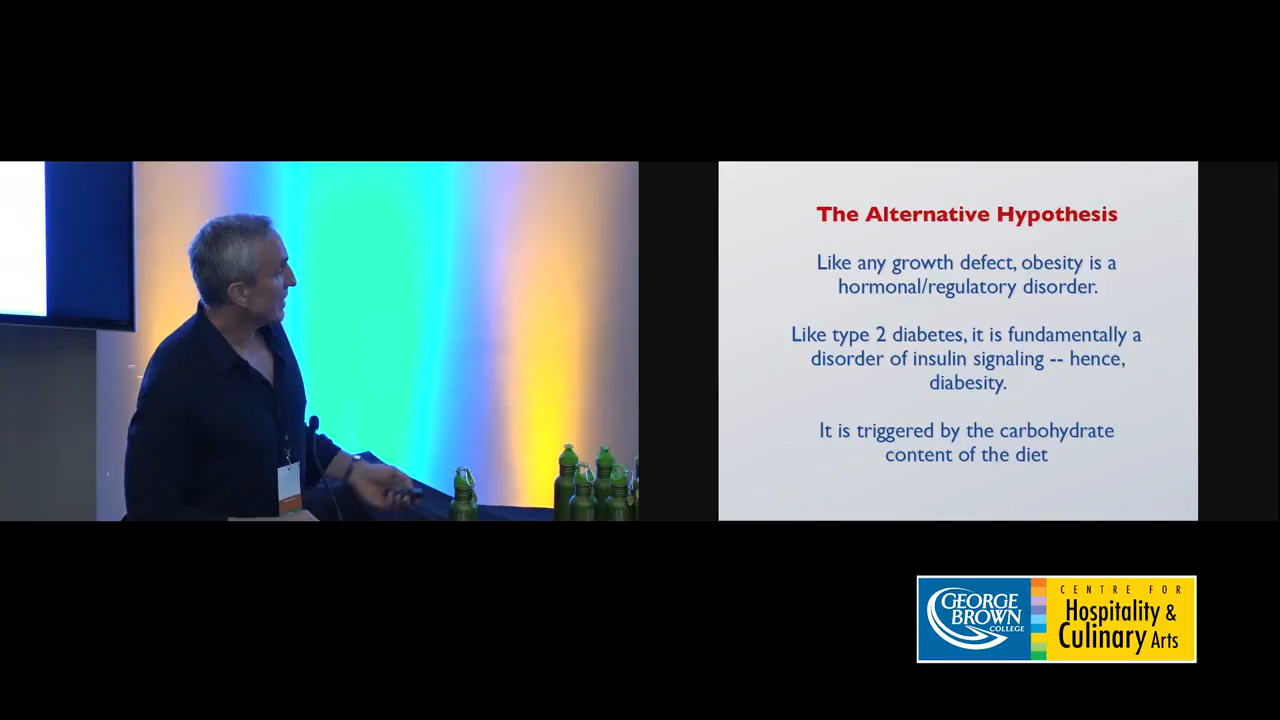 The Alternative Hypothesis
Like any growth defect, obesity is a
hormonal/regulatory disorder.
Like type 2 diabetes, it is fundamentally a
disorder of insulin signaling -- hence,
diabesity.
It is triggered by the carbohydrate
content of the diet
GEORGE
BROWN
COLLEGE
CENTRE FOR
Hospitality &
Culinary Arts